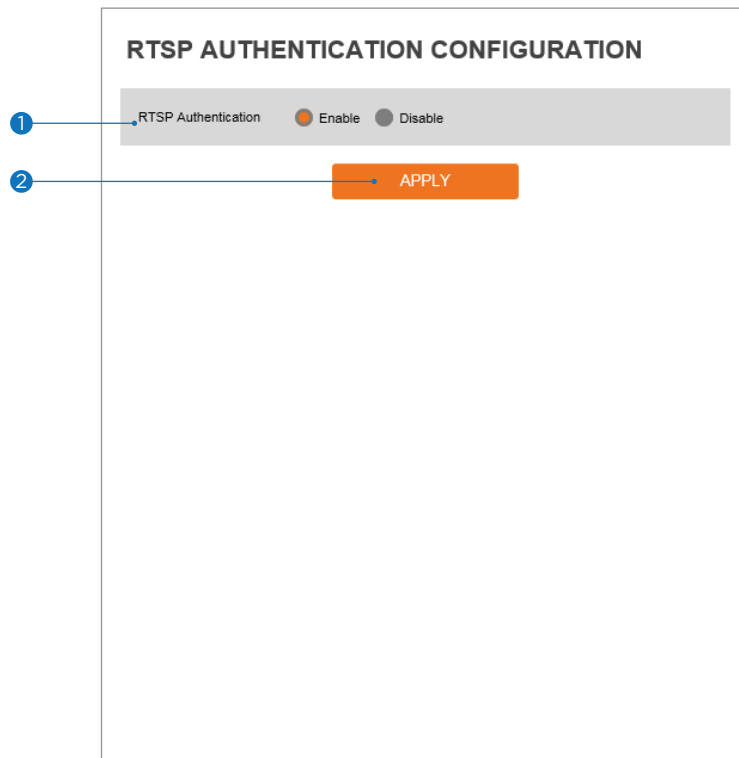 RTSP AUTHENTICATION CONFIGURATION
1 RTSP Authentication Enable Disable
2 APPLY